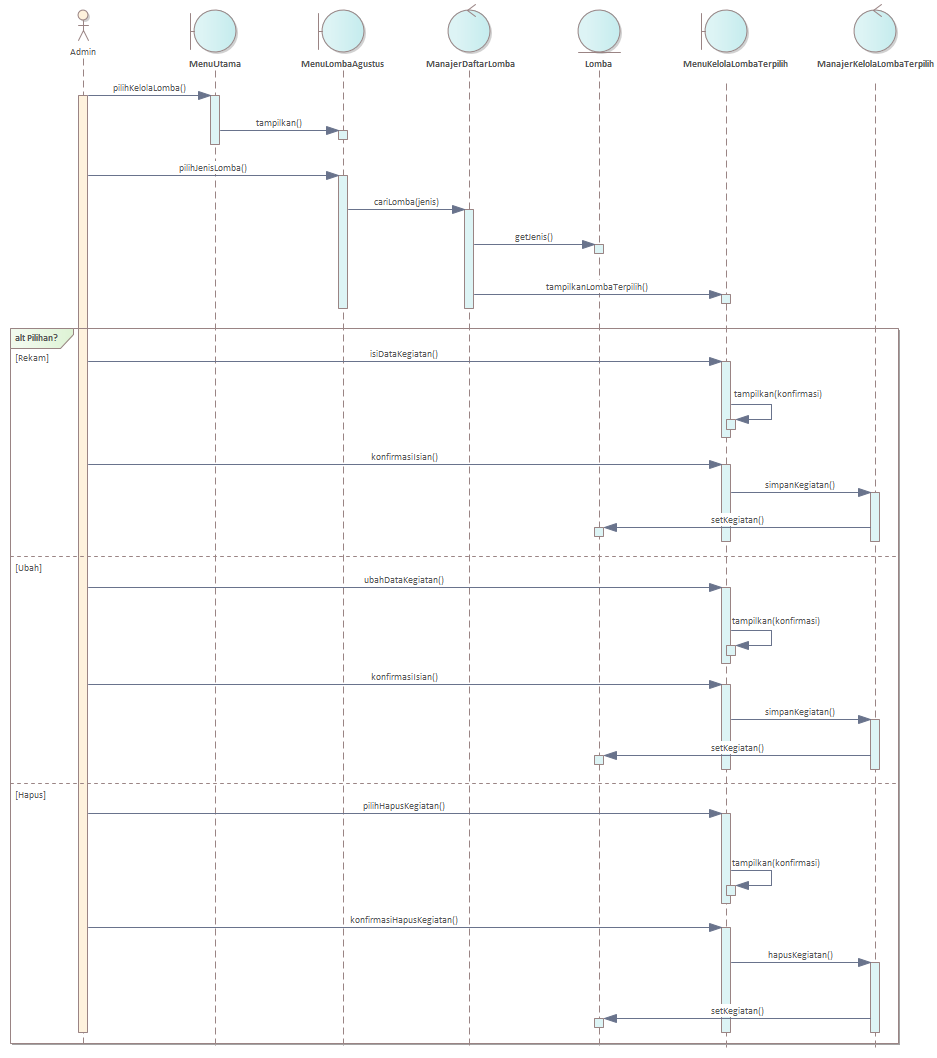 Admin
MenuUtama
MenuLombaAgustus
ManajerDaftarLomba
Lomba
MenuKelolaLombaTerpilih
ManajerKelolaLombaTerpilih
pilihKelolaLomba()
tampilkan()
pilihJenisLomba()
cariLomba(jenis)
getJenis()
tampilkanLombaTerpilih()
alt Pilihan?
[Rekam]
isiDataKegiatan()
tampilkan(konfirmasi)
konfirmasiIsian()
simpanKegiatan()
setKegiatan()
[Ubah]
ubahDataKegiatan()
tampilkan(konfirmasi)
konfirmasiIsian()
simpanKegiatan()
setKegiatan()
[Hapus]
pilihHapusKegiatan()
tampilkan(konfirmasi)
konfirmasiHapusKegiatan()
hapusKegiatan()
setKegiatan()